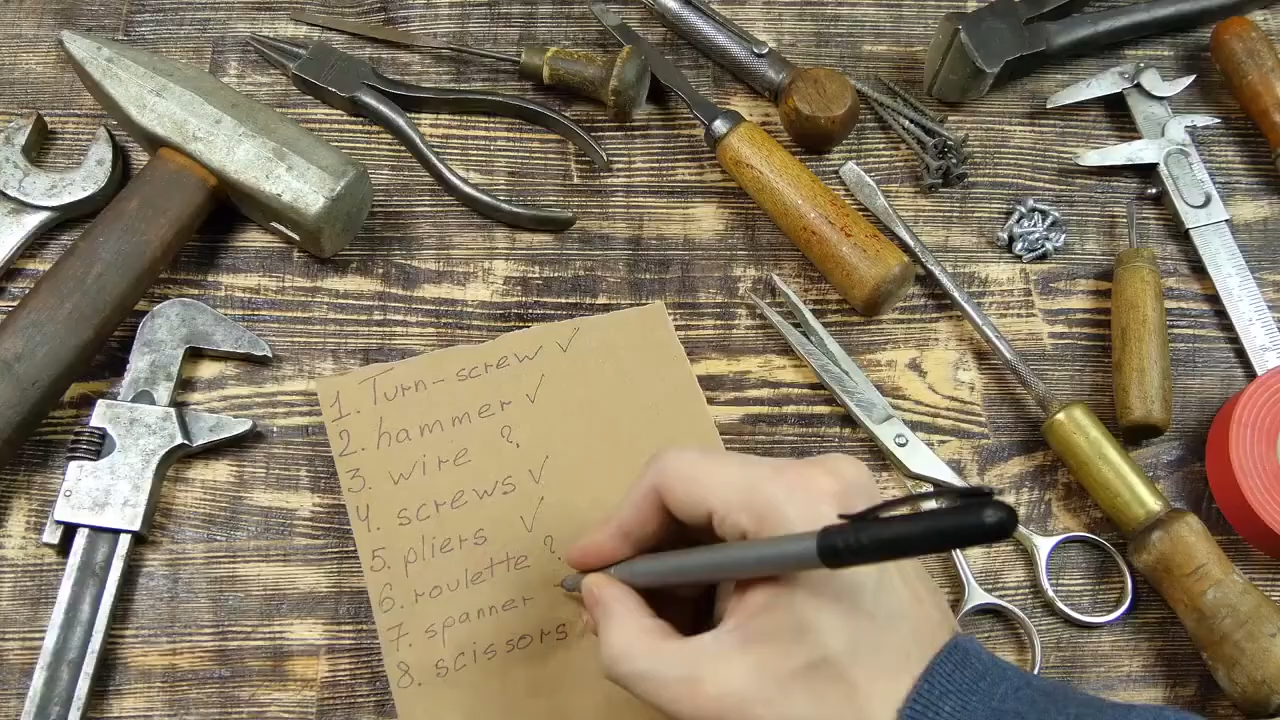 1. Turn-screw ✓
2. hammer ✓
3. wire ?
4. screws ✓
5. pliers ✓
6. roulette ?
7. spanner
8. scissors